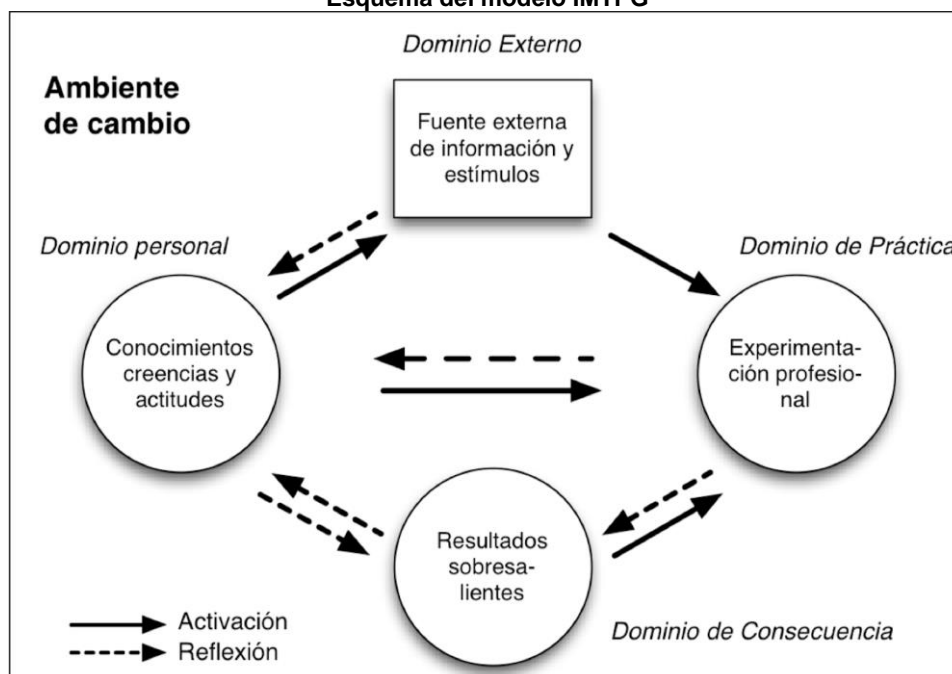 Esquema del modelo IMTPG
Dominio Externo
Ambiente
de cambio
Fuente externa
de información y
estímulos
Dominio personal
Dominio de Práctica
Conocimientos
creencias y
actitudes
Experimenta-
ción profesio-
nal
Resultados
sobresa-
lientes
Dominio de Consecuencia
Activación
Reflexión